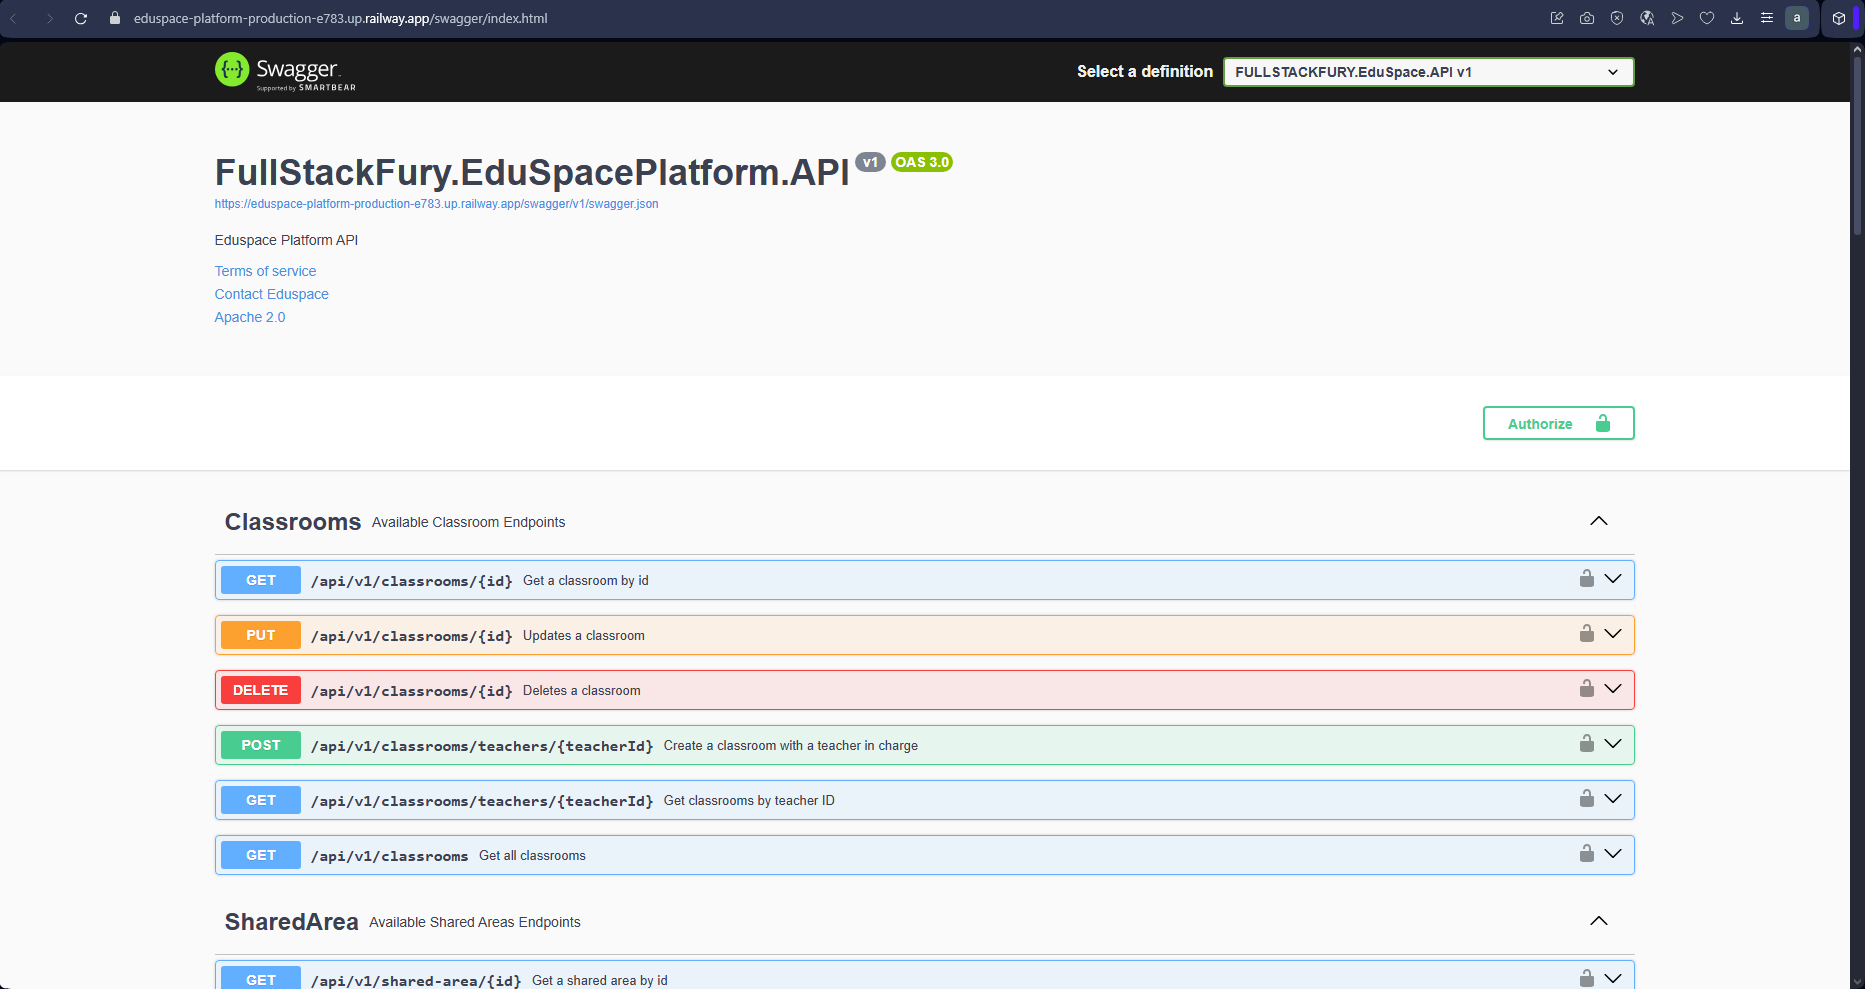 eduspace-platform-production-e783.up.railway.app/swagger/index.html
a
Swagger
Supported by SMARTBEAR
Select a definition
FULLSTACKFURY.EduSpace.API v1
FullStackFury.EduSpacePlatform.API v1 OAS 3.0
https://eduspace-platform-production-e783.up.railway.app/swagger/v1/swagger.json
Eduspace Platform API
Terms of service
Contact Eduspace
Apache 2.0
Authorize
Classrooms Available Classroom Endpoints
GET /api/v1/classrooms/{id} Get a classroom by id
PUT /api/v1/classrooms/{id} Updates a classroom
DELETE /api/v1/classrooms/{id} Deletes a classroom
POST /api/v1/classrooms/teachers/{teacherId} Create a classroom with a teacher in charge
GET /api/v1/classrooms/teachers/{teacherId} Get classrooms by teacher ID
GET /api/v1/classrooms Get all classrooms
SharedArea Available Shared Areas Endpoints
GET /api/v1/shared-area/{id} Get a shared area by id